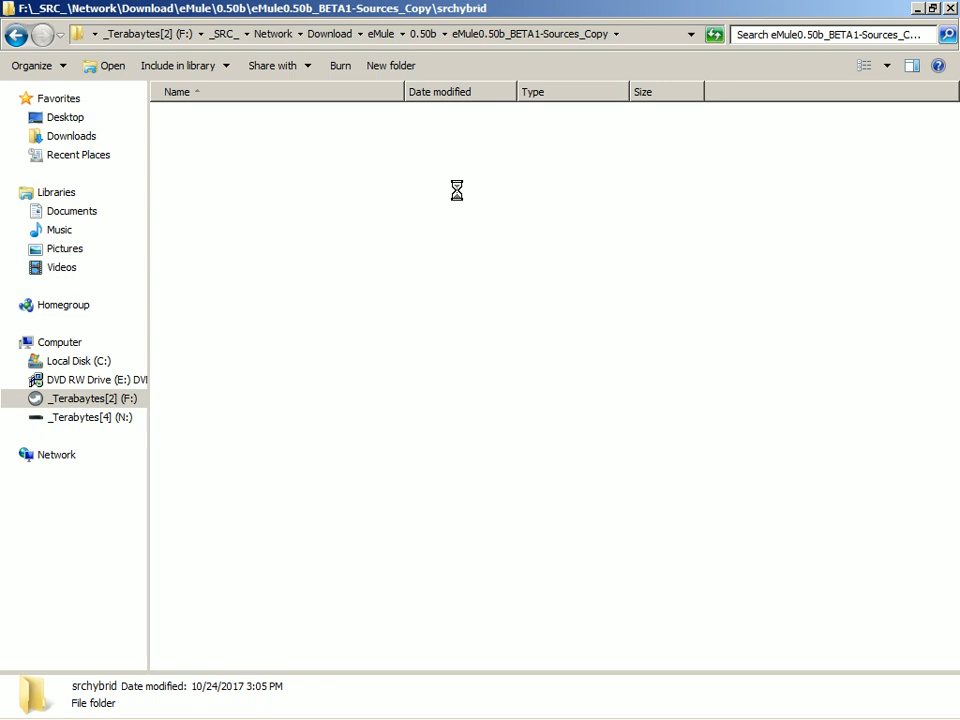 F:\_SRC_\Network\Download\eMule\0.50b\eMule0.50b_BETA1-Sources_Copy\srchybrid
_Terabaytes[2] (F:) _SRC_ Network Download eMule 0.50b eMule0.50b_BETA1-Sources_Copy Search eMule0.50b_BETA1-Sources_C...
Organize Open Include in library Share with Burn New folder
Name Date modified Type Size
Favorites
Desktop
Downloads
Recent Places
Libraries
Documents
Music
Pictures
Videos
Homegroup
Computer
Local Disk (C:)
DVD RW Drive (E:) DVI
_Terabaytes[2] (F:)
_Terabytes[4] (N:)
Network
srchybrid Date modified: 10/24/2017 3:05 PM
File folder